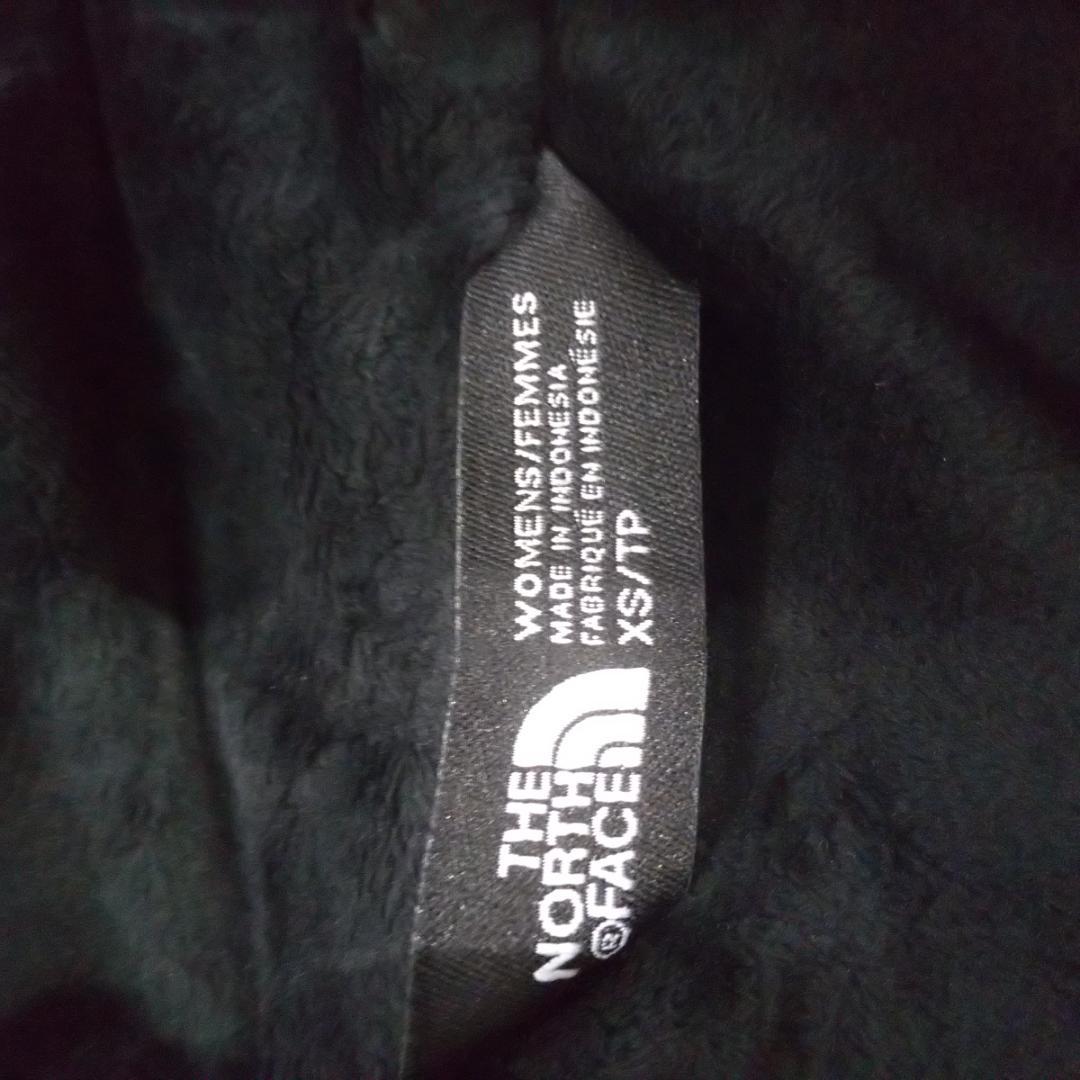 THE
NORTH
®FACE
WOMENS/FEMMES
MADE IN INDONESIA
FABRIQUÉ EN INDONÉSIE
XS/TP